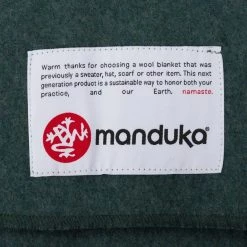 Warm thanks for choosing a wool blanket that was
previously a sweater, hat, scarf or other item. This next
generation product is a sustainable way to honor both your
practice, and our Earth. namaste.
manduka®